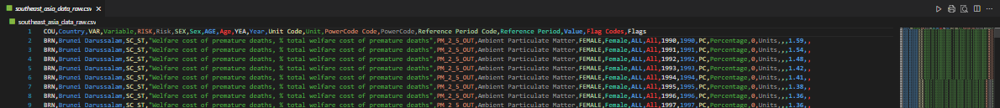 southeast_asia_data_raw.csv
southeast_asia_data_raw.csv
1 COU,Country,VAR,Variable,RISK,Risk,SEX,Sex,AGE,Age,YEA,Year,Unit Code,Unit,PowerCode Code,PowerCode,Reference Period Code,Reference Period,Value,Flag Codes,Flags
2 BRN,Brunei Darussalam,SC_ST,"Welfare cost of premature deaths, % total welfare cost of premature deaths",PM_2_5_OUT,Ambient Particulate Matter,FEMALE,Female,ALL,All,1990,1990,PC,Percentage,0,Units,,,1.59,,
3 BRN,Brunei Darussalam,SC_ST,"Welfare cost of premature deaths, % total welfare cost of premature deaths",PM_2_5_OUT,Ambient Particulate Matter,FEMALE,Female,ALL,All,1991,1991,PC,Percentage,0,Units,,,1.54,,
4 BRN,Brunei Darussalam,SC_ST,"Welfare cost of premature deaths, % total welfare cost of premature deaths",PM_2_5_OUT,Ambient Particulate Matter,FEMALE,Female,ALL,All,1992,1992,PC,Percentage,0,Units,,,1.48,,
5 BRN,Brunei Darussalam,SC_ST,"Welfare cost of premature deaths, % total welfare cost of premature deaths",PM_2_5_OUT,Ambient Particulate Matter,FEMALE,Female,ALL,All,1993,1993,PC,Percentage,0,Units,,,1.42,,
6 BRN,Brunei Darussalam,SC_ST,"Welfare cost of premature deaths, % total welfare cost of premature deaths",PM_2_5_OUT,Ambient Particulate Matter,FEMALE,Female,ALL,All,1994,1994,PC,Percentage,0,Units,,,1.41,,
7 BRN,Brunei Darussalam,SC_ST,"Welfare cost of premature deaths, % total welfare cost of premature deaths",PM_2_5_OUT,Ambient Particulate Matter,FEMALE,Female,ALL,All,1995,1995,PC,Percentage,0,Units,,,1.38,,
8 BRN,Brunei Darussalam,SC_ST,"Welfare cost of premature deaths, % total welfare cost of premature deaths",PM_2_5_OUT,Ambient Particulate Matter,FEMALE,Female,ALL,All,1996,1996,PC,Percentage,0,Units,,,1.36,,
9 BRN,Brunei Darussalam,SC_ST,"Welfare cost of premature deaths, % total welfare cost of premature deaths",PM_2_5_OUT,Ambient Particulate Matter,FEMALE,Female,ALL,All,1997,1997,PC,Percentage,0,Units,,,1.36,,